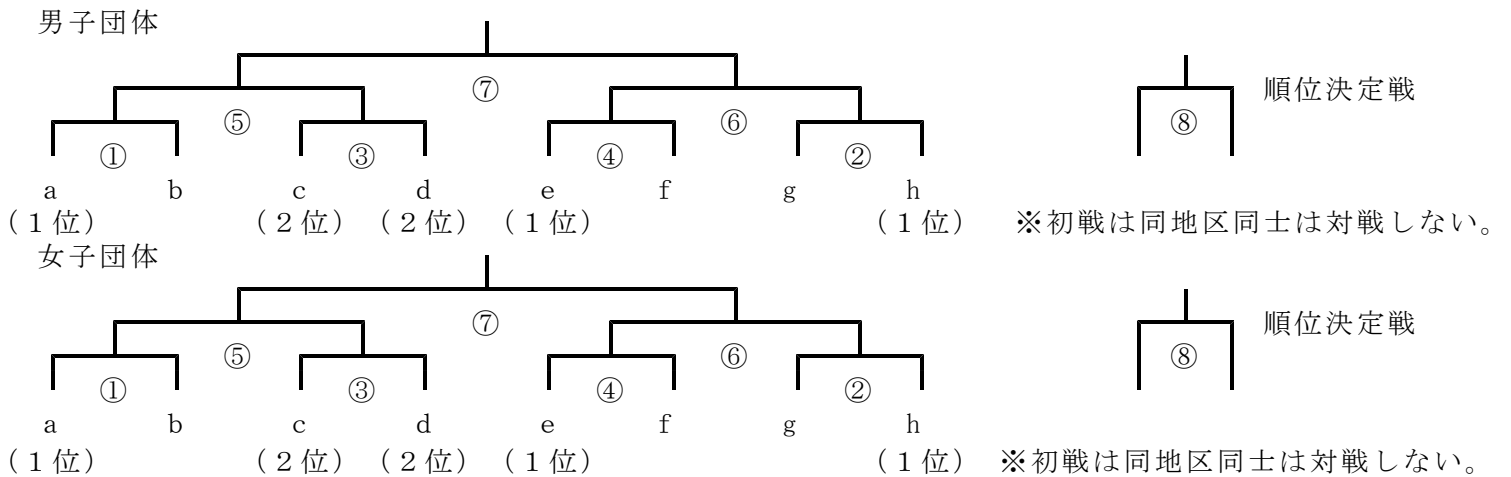 男子団体
⑦ 順位決定戦
⑤ ⑥ ⑧
① ③ ④ ②
a b c d e f g h
(1位) (2位) (2位) (1位) (1位) ※初戦は同地区同士は対戦しない。
女子団体
⑦ 順位決定戦
⑤ ⑥ ⑧
① ③ ④ ②
a b c d e f g h
(1位) (2位) (2位) (1位) (1位) ※初戦は同地区同士は対戦しない。